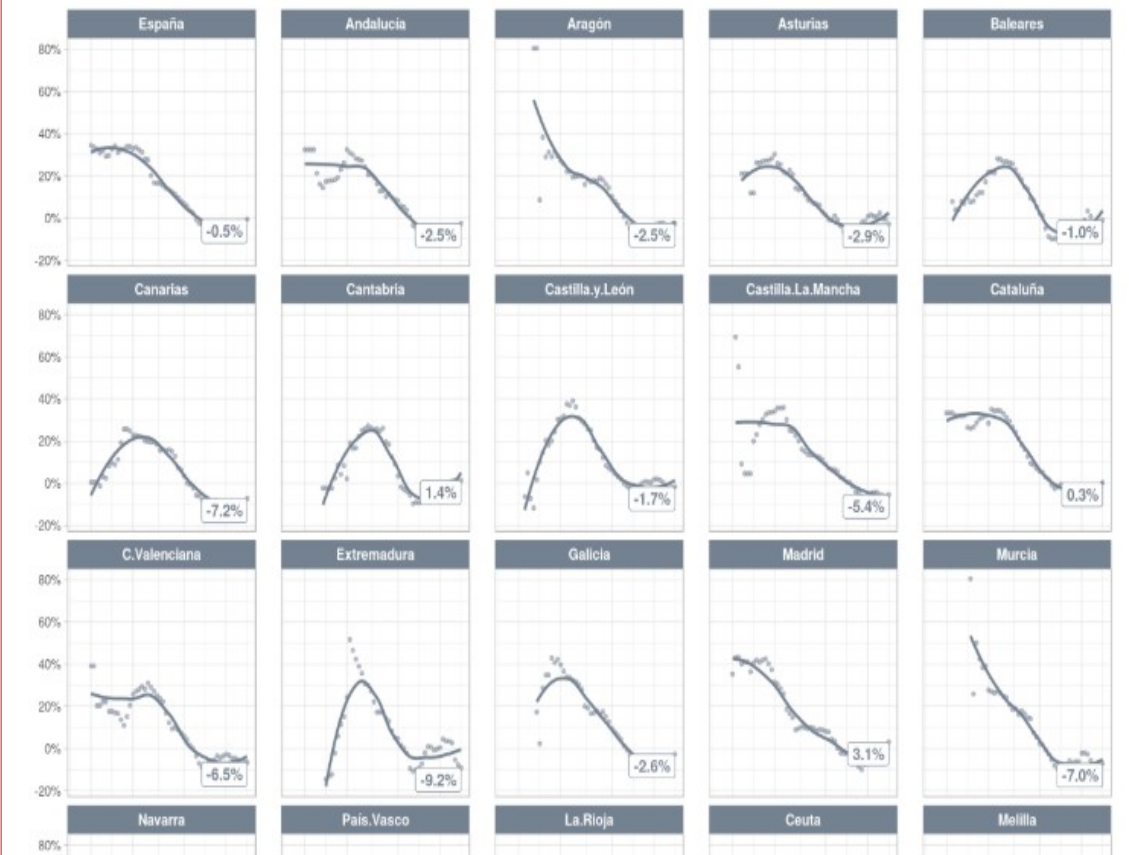 España Andalucía Aragón Asturias Baleares
80%
60%
40%
20%
0%
-20%
-0.5% -2.5% -2.5% -2.9% -1.0%
Canarias Cantabria Castilla.y.León Castilla.La.Mancha Cataluña
80%
60%
40%
20%
0%
-20%
-7.2% 1.4% -1.7% -5.4% 0.3%
C.Valenciana Extremadura Galicia Madrid Murcia
80%
60%
40%
20%
0%
-20%
-6.5% -9.2% -2.6% 3.1% -7.0%
Navarra País.Vasco La.Rioja Ceuta Melilla
80%